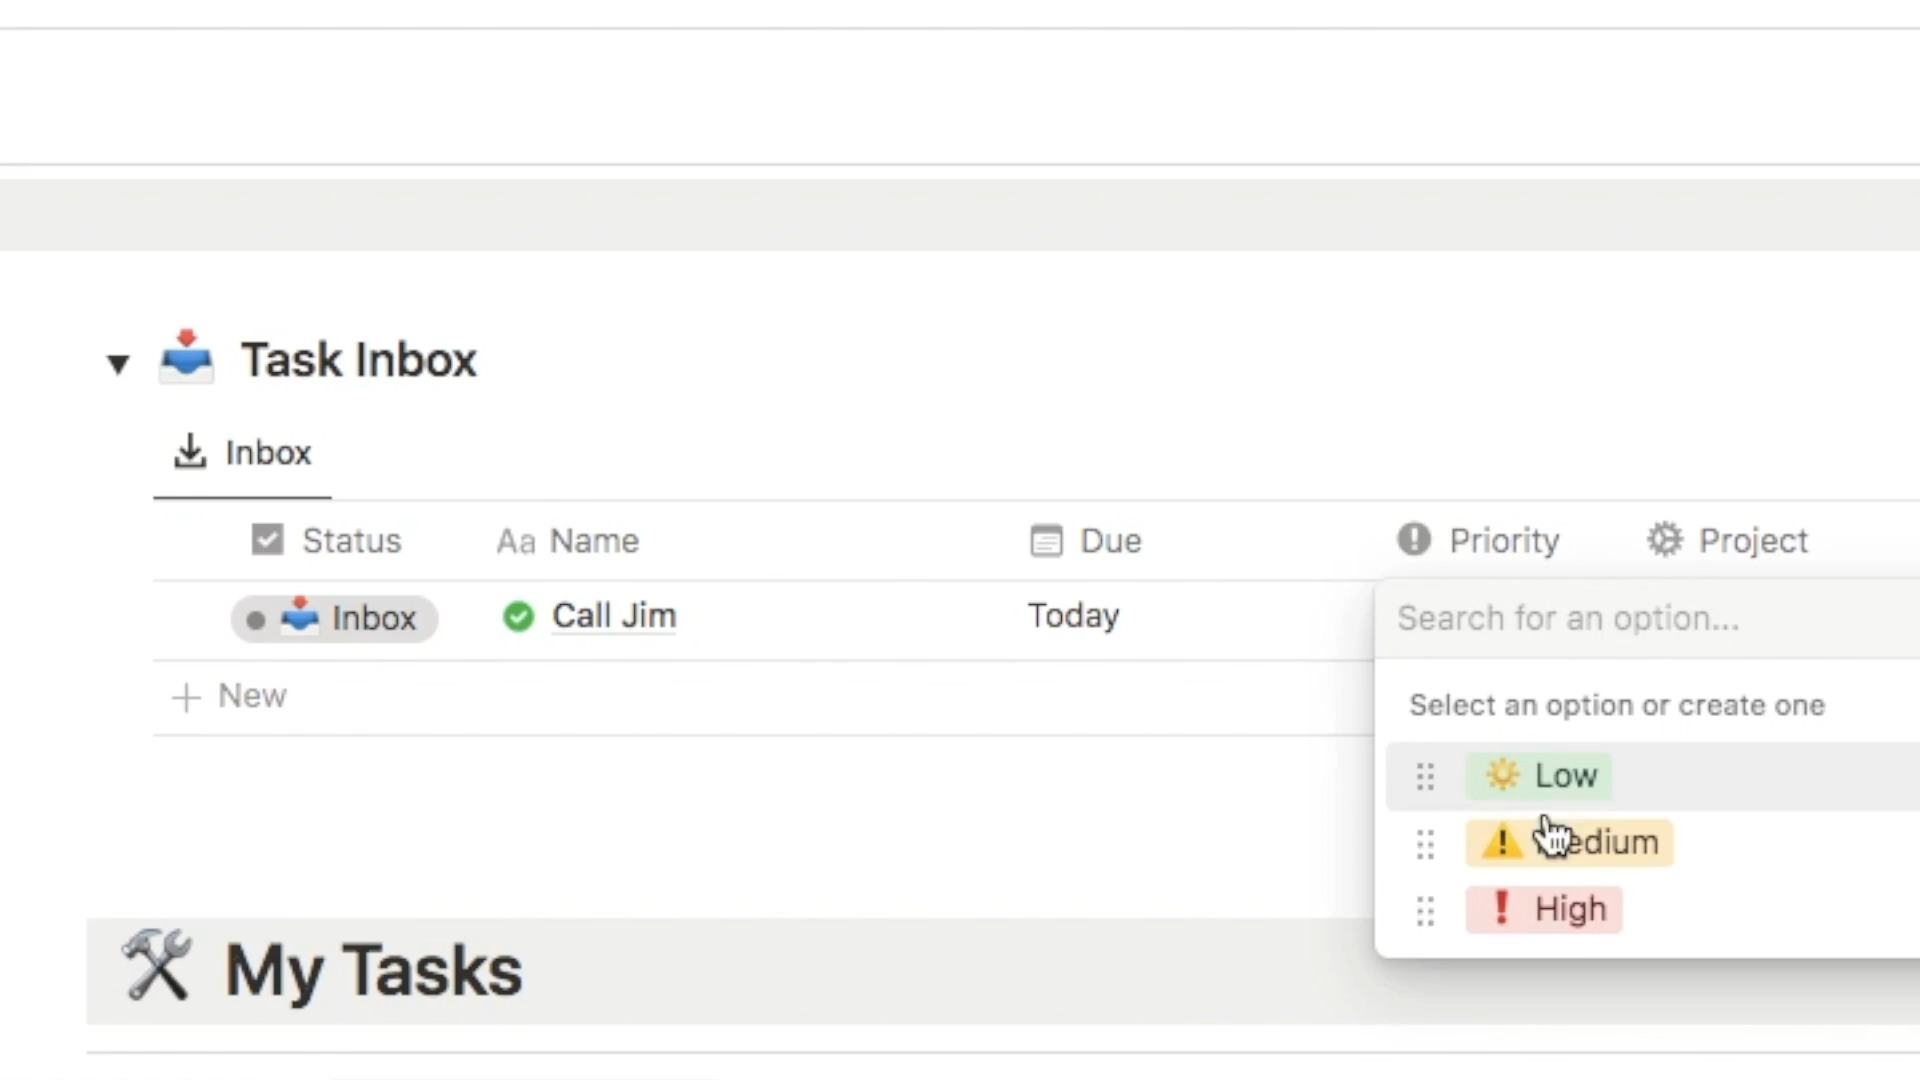 Task Inbox
Inbox
Status Aa Name Due Priority Project
Inbox Call Jim Today Search for an option...
New
Select an option or create one
Low
edium
High
My Tasks